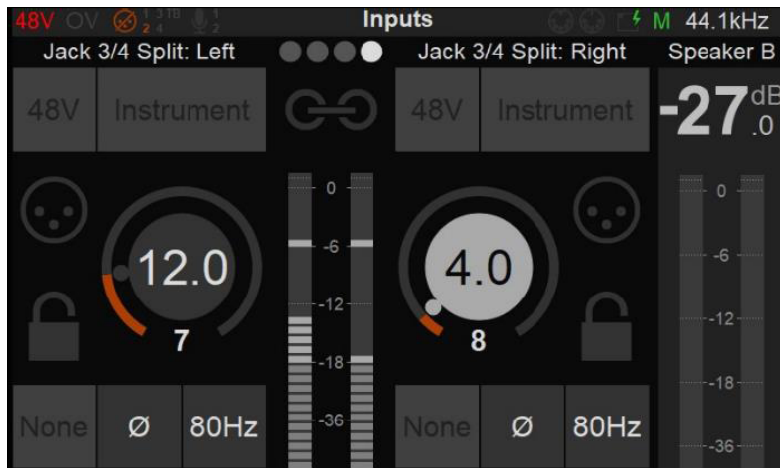 48V OV 1 3 TB 2 4 1 2 Inputs M 44.1kHz
Jack 3/4 Split: Left Jack 3/4 Split: Right Speaker B
48V Instrument 48V Instrument -27.0 dB
0 0
-6 -6
12.0 4.0
-12 -12
7 8
-18 -18
None Ø 80Hz -36 None Ø 80Hz -36